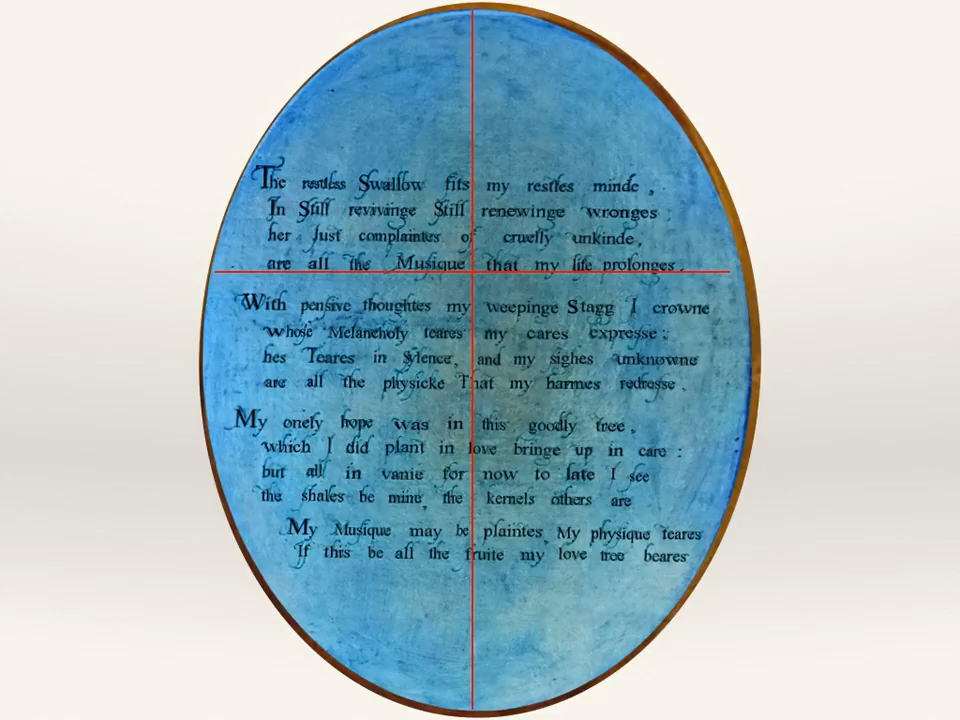 The restless Swallow fits my restles minde ,
In Still revivinge Still renewinge wronges ;
her Just complaintes of cruelly unkinde,
are all the Musique that my life prolonges .
With pensive thoughtes my weepinge Stagg I crowne
whose Melancholy teares my cares expresse ;
hes Teares in Sylence, and my sighes unknowne
are all the physicke That my harmes redresse .
My onely hope was in this goodly tree ,
which I did plant in love bringe up in care :
but all in vanie for now to late I see
the shales be mine, the kernels others are
My Musique may be plaintes, My physique teares
If this be all the fruite my love tree beares